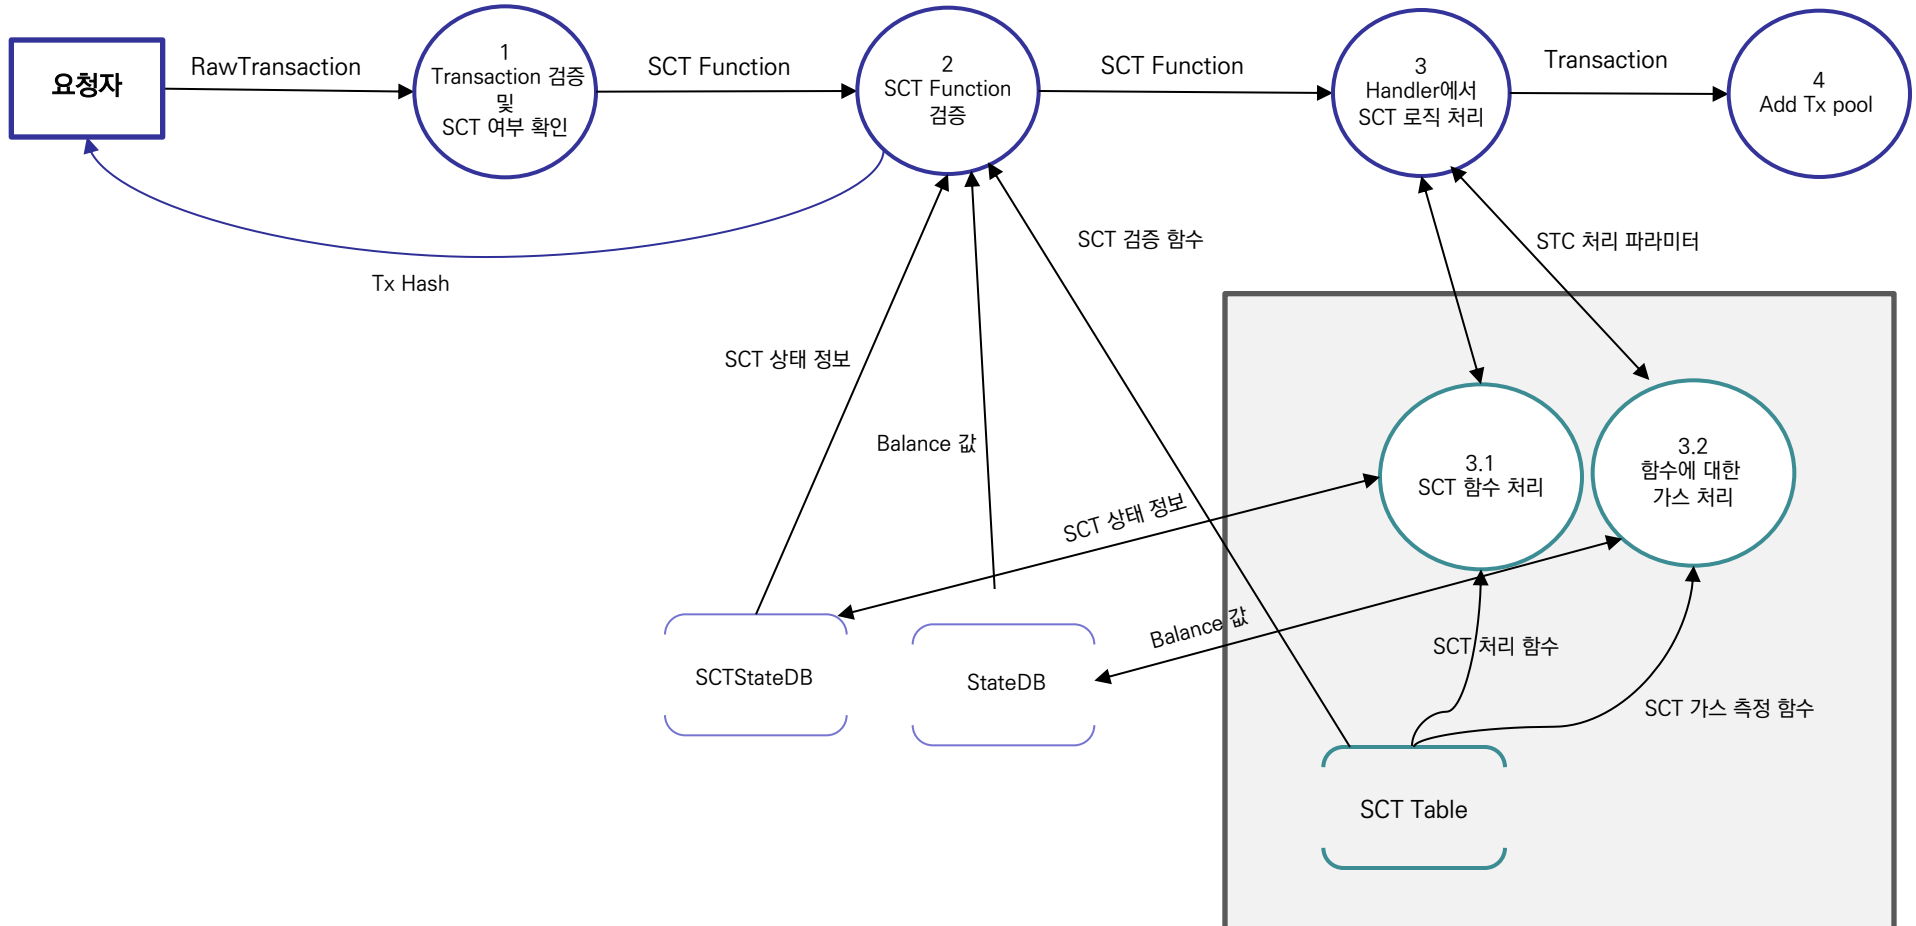 요청자
RawTransaction
1
Transaction 검증
및
SCT 여부 확인
SCT Function
2
SCT Function
검증
SCT Function
3
Handler에서
SCT 로직 처리
Transaction
4
Add Tx pool
Tx Hash
SCT 검증 함수
STC 처리 파라미터
SCT 상태 정보
Balance 값
SCT 상태 정보
3.1
SCT 함수 처리
3.2
함수에 대한
가스 처리
Balance 값
SCT 처리 함수
SCTStateDB
StateDB
SCT 가스 측정 함수
SCT Table